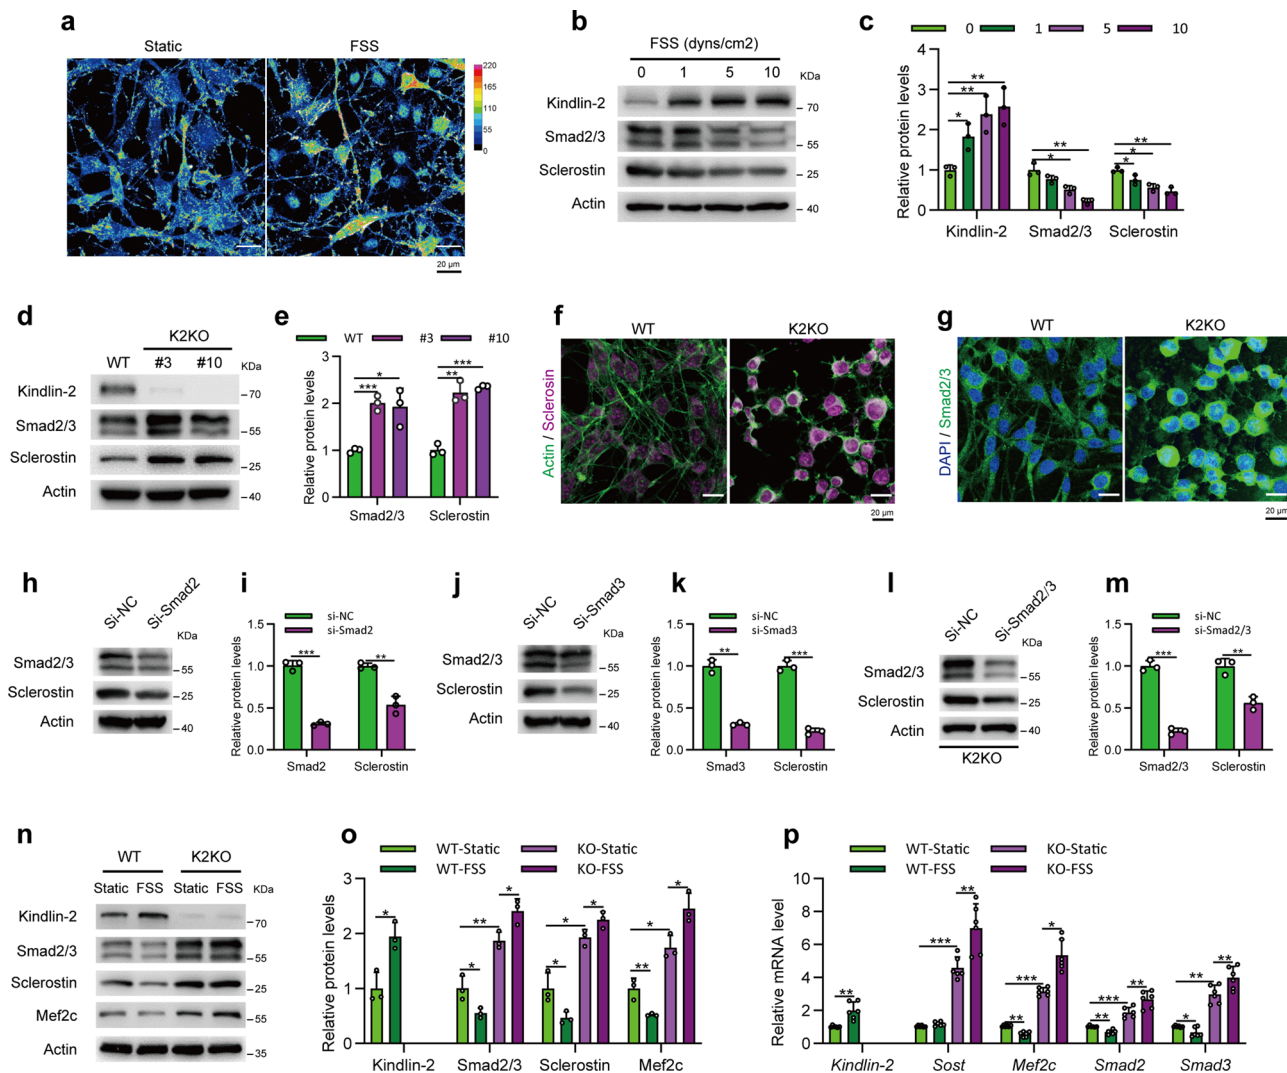 a
Static
FSS
220
165
110
55
0
20 µm
b
FSS (dyns/cm2)
0 1 5 10
KDa
Kindlin-2
70
Smad2/3
55
Sclerostin
25
Actin
40
c
0 1 5 10
Relative protein levels
4
3
2
1
0
** ** *
** *
** * *
Kindlin-2 Smad2/3 Sclerostin
d
K2KO
WT #3 #10
KDa
Kindlin-2
70
Smad2/3
55
Sclerostin
25
Actin
40
e
WT #3 #10
Relative protein levels
3
2
1
0
* ***
*** **
Smad2/3 Sclerostin
f
WT K2KO
Actin / Sclerosin
20 µm
g
WT K2KO
DAPI / Smad2/3
20 µm
h
Si-NC Si-Smad2
KDa
Smad2/3
55
Sclerostin
25
Actin
40
i
si-NC
si-Smad2
Relative protein levels
1.5
1.0
0.5
0.0
*** **
Smad2 Sclerostin
j
Si-NC Si-Smad3
KDa
Smad2/3
55
Sclerostin
25
Actin
40
k
si-NC
si-Smad3
Relative protein levels
1.5
1.0
0.5
0.0
** ***
Smad3 Sclerostin
l
Si-NC Si-Smad2/3
KDa
Smad2/3
55
Sclerostin
25
Actin
40
K2KO
m
si-NC
si-Smad2/3
Relative protein levels
1.5
1.0
0.5
0.0
*** **
Smad2/3 Sclerostin
n
WT K2KO
Static FSS Static FSS
KDa
Kindlin-2
70
Smad2/3
55
Sclerostin
25
Mef2c
55
Actin
35
o
WT-Static KO-Static
WT-FSS KO-FSS
Relative protein levels
3
2
1
0
*
* ** *
* * *
** * *
Kindlin-2 Smad2/3 Sclerostin Mef2c
p
WT-Static KO-Static
WT-FSS KO-FSS
Relative mRNA level
10
8
6
4
2
0
**
*** **
** *** *
** *** **
* ** **
Kindlin-2 Sost Mef2c Smad2 Smad3